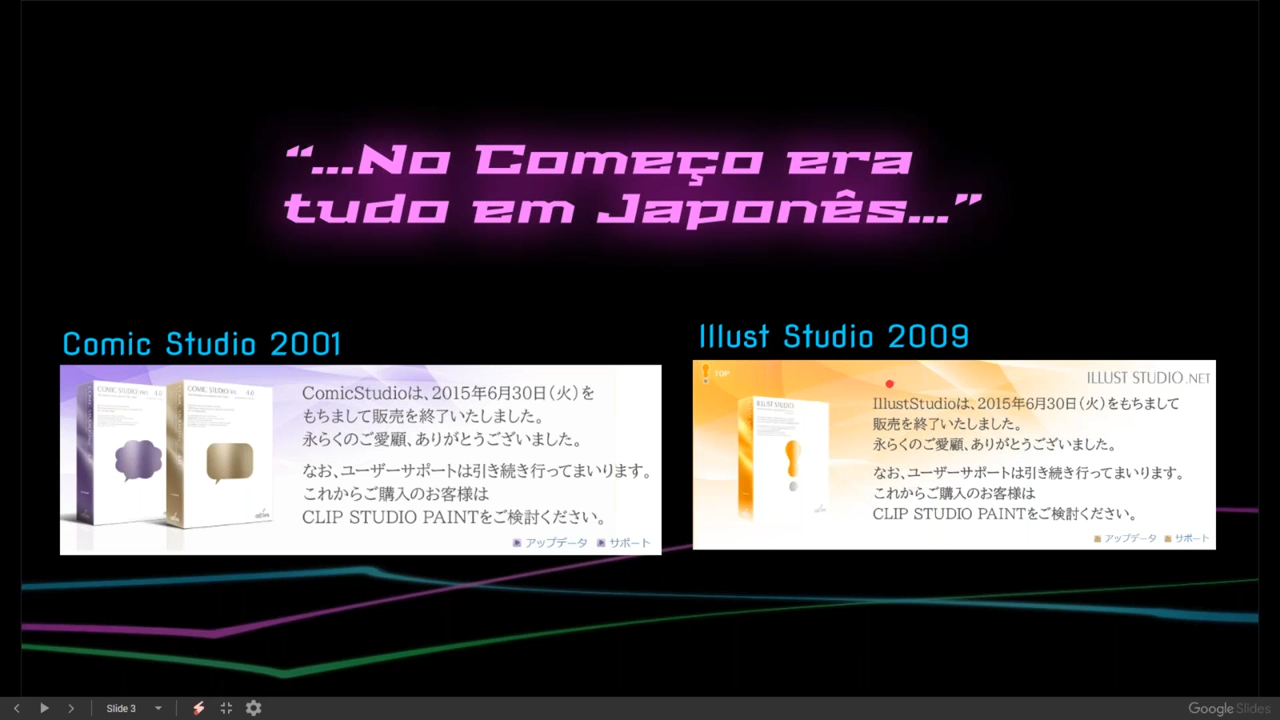 “...No Começo era
tudo em Japonês...”
Comic Studio 2001
COMIC STUDIO 4.0
COMIC STUDIO 4.0
ComicStudioは、2015年6月30日（火）を
もちまして販売を終了いたしました。
永らくのご愛顧、ありがとうございました。
なお、ユーザーサポートは引き続き行ってまいります。
これからご購入のお客様は
CLIP STUDIO PAINTをご検討ください。
アップデータ サポート
Illust Studio 2009
TOP
ILLUST STUDIO.NET
ILLUST STUDIO
IllustStudioは、2015年6月30日（火）をもちまして
販売を終了いたしました。
永らくのご愛顧、ありがとうございました。
なお、ユーザーサポートは引き続き行ってまいります。
これからご購入のお客様は
CLIP STUDIO PAINTをご検討ください。
アップデータ サポート
Slide 3
Google Slides